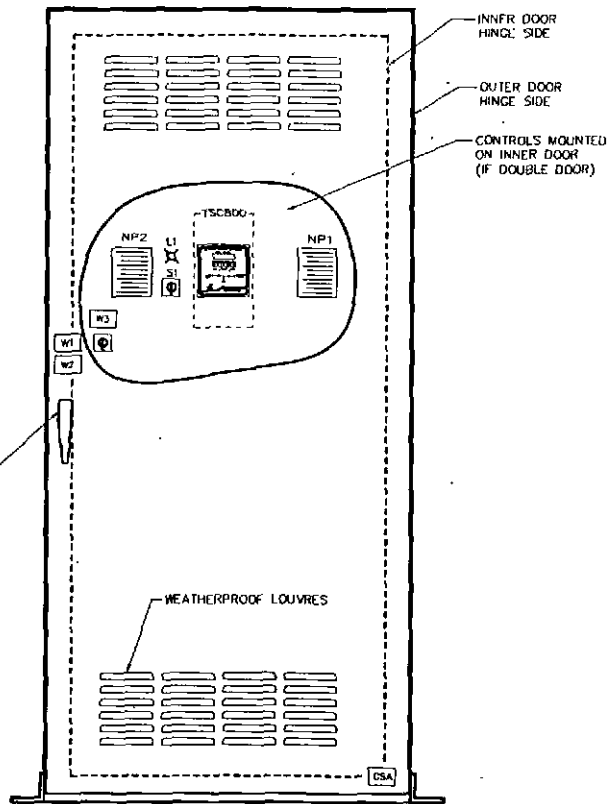 INNER DOOR
HINGE SIDE
OUTER DOOR
HINGE SIDE
CONTROLS MOUNTED
ON INNER DOOR
(IF DOUBLE DOOR)
TSC800
NP2
L1
NP1
S1
W3
W1
W2
WEATHERPROOF LOUVRES
CSA